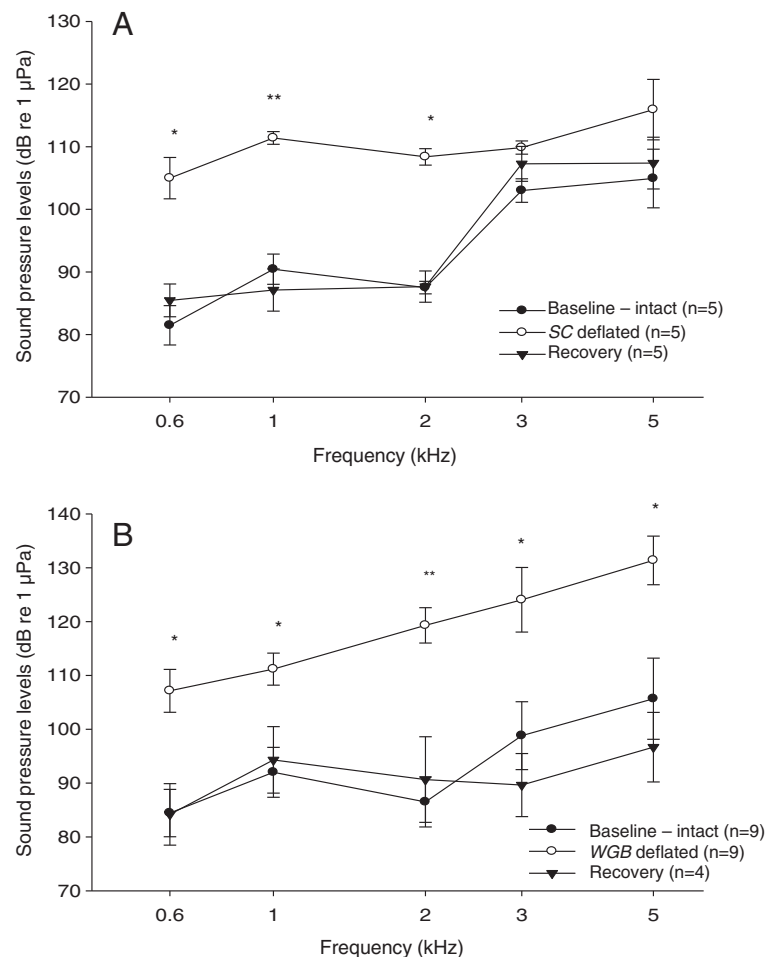 A
130
120
110
100
90
80
70
Sound pressure levels (dB re 1 µPa)
*
**
*
Baseline – intact (n=5)
SC deflated (n=5)
Recovery (n=5)
0.6
1
2
3
5
Frequency (kHz)
B
140
130
120
110
100
90
80
70
Sound pressure levels (dB re 1 µPa)
*
*
**
*
*
Baseline – intact (n=9)
WGB deflated (n=9)
Recovery (n=4)
0.6
1
2
3
5
Frequency (kHz)